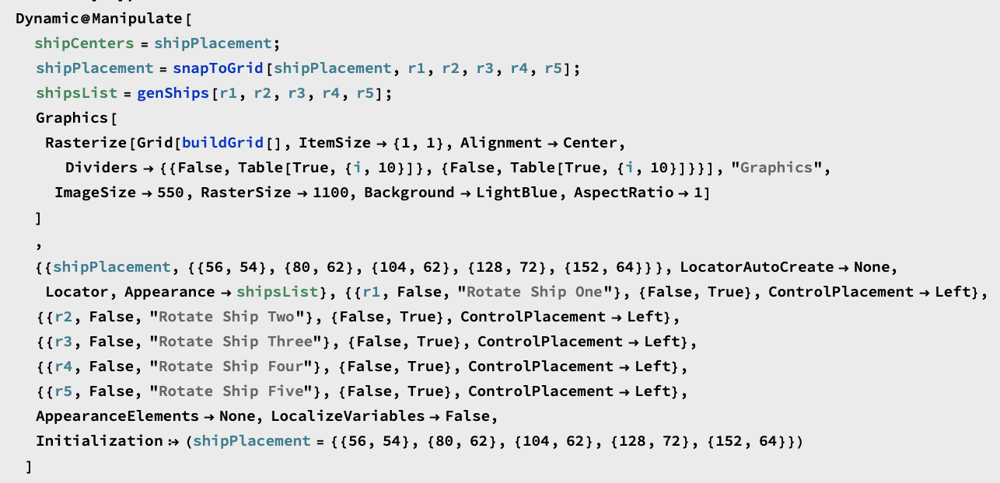 Dynamic@Manipulate[
shipCenters = shipPlacement;
shipPlacement = snapToGrid[shipPlacement, r1, r2, r3, r4, r5];
shipsList = genShips[r1, r2, r3, r4, r5];
Graphics[
Rasterize[Grid[buildGrid[], ItemSize → {1, 1}, Alignment → Center,
Dividers → {{False, Table[True, {i, 10}]}, {False, Table[True, {i, 10}]}}], "Graphics",
ImageSize → 550, RasterSize → 1100, Background → LightBlue, AspectRatio → 1]
]
,
{{shipPlacement, {{56, 54}, {80, 62}, {104, 62}, {128, 72}, {152, 64}}}, LocatorAutoCreate → None,
Locator, Appearance → shipsList}, {{r1, False, "Rotate Ship One"}, {False, True}, ControlPlacement → Left},
{{r2, False, "Rotate Ship Two"}, {False, True}, ControlPlacement → Left},
{{r3, False, "Rotate Ship Three"}, {False, True}, ControlPlacement → Left},
{{r4, False, "Rotate Ship Four"}, {False, True}, ControlPlacement → Left},
{{r5, False, "Rotate Ship Five"}, {False, True}, ControlPlacement → Left},
AppearanceElements → None, LocalizeVariables → False,
Initialization :→ (shipPlacement = {{56, 54}, {80, 62}, {104, 62}, {128, 72}, {152, 64}})
]